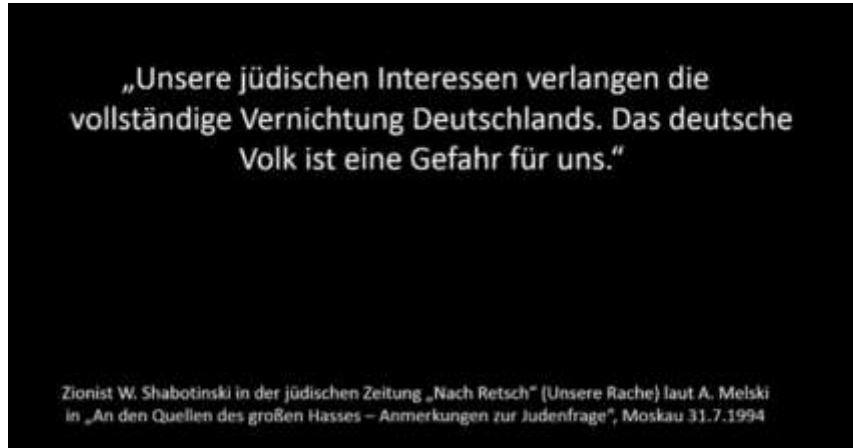 „Unsere jüdischen Interessen verlangen die
vollständige Vernichtung Deutschlands. Das deutsche
Volk ist eine Gefahr für uns.“
Zionist W. Shabotinski in der jüdischen Zeitung „Nach Retsch“ (Unsere Rache) laut A. Melski
in „An den Quellen des großen Hasses – Anmerkungen zur Judenfrage“, Moskau 31.7.1994